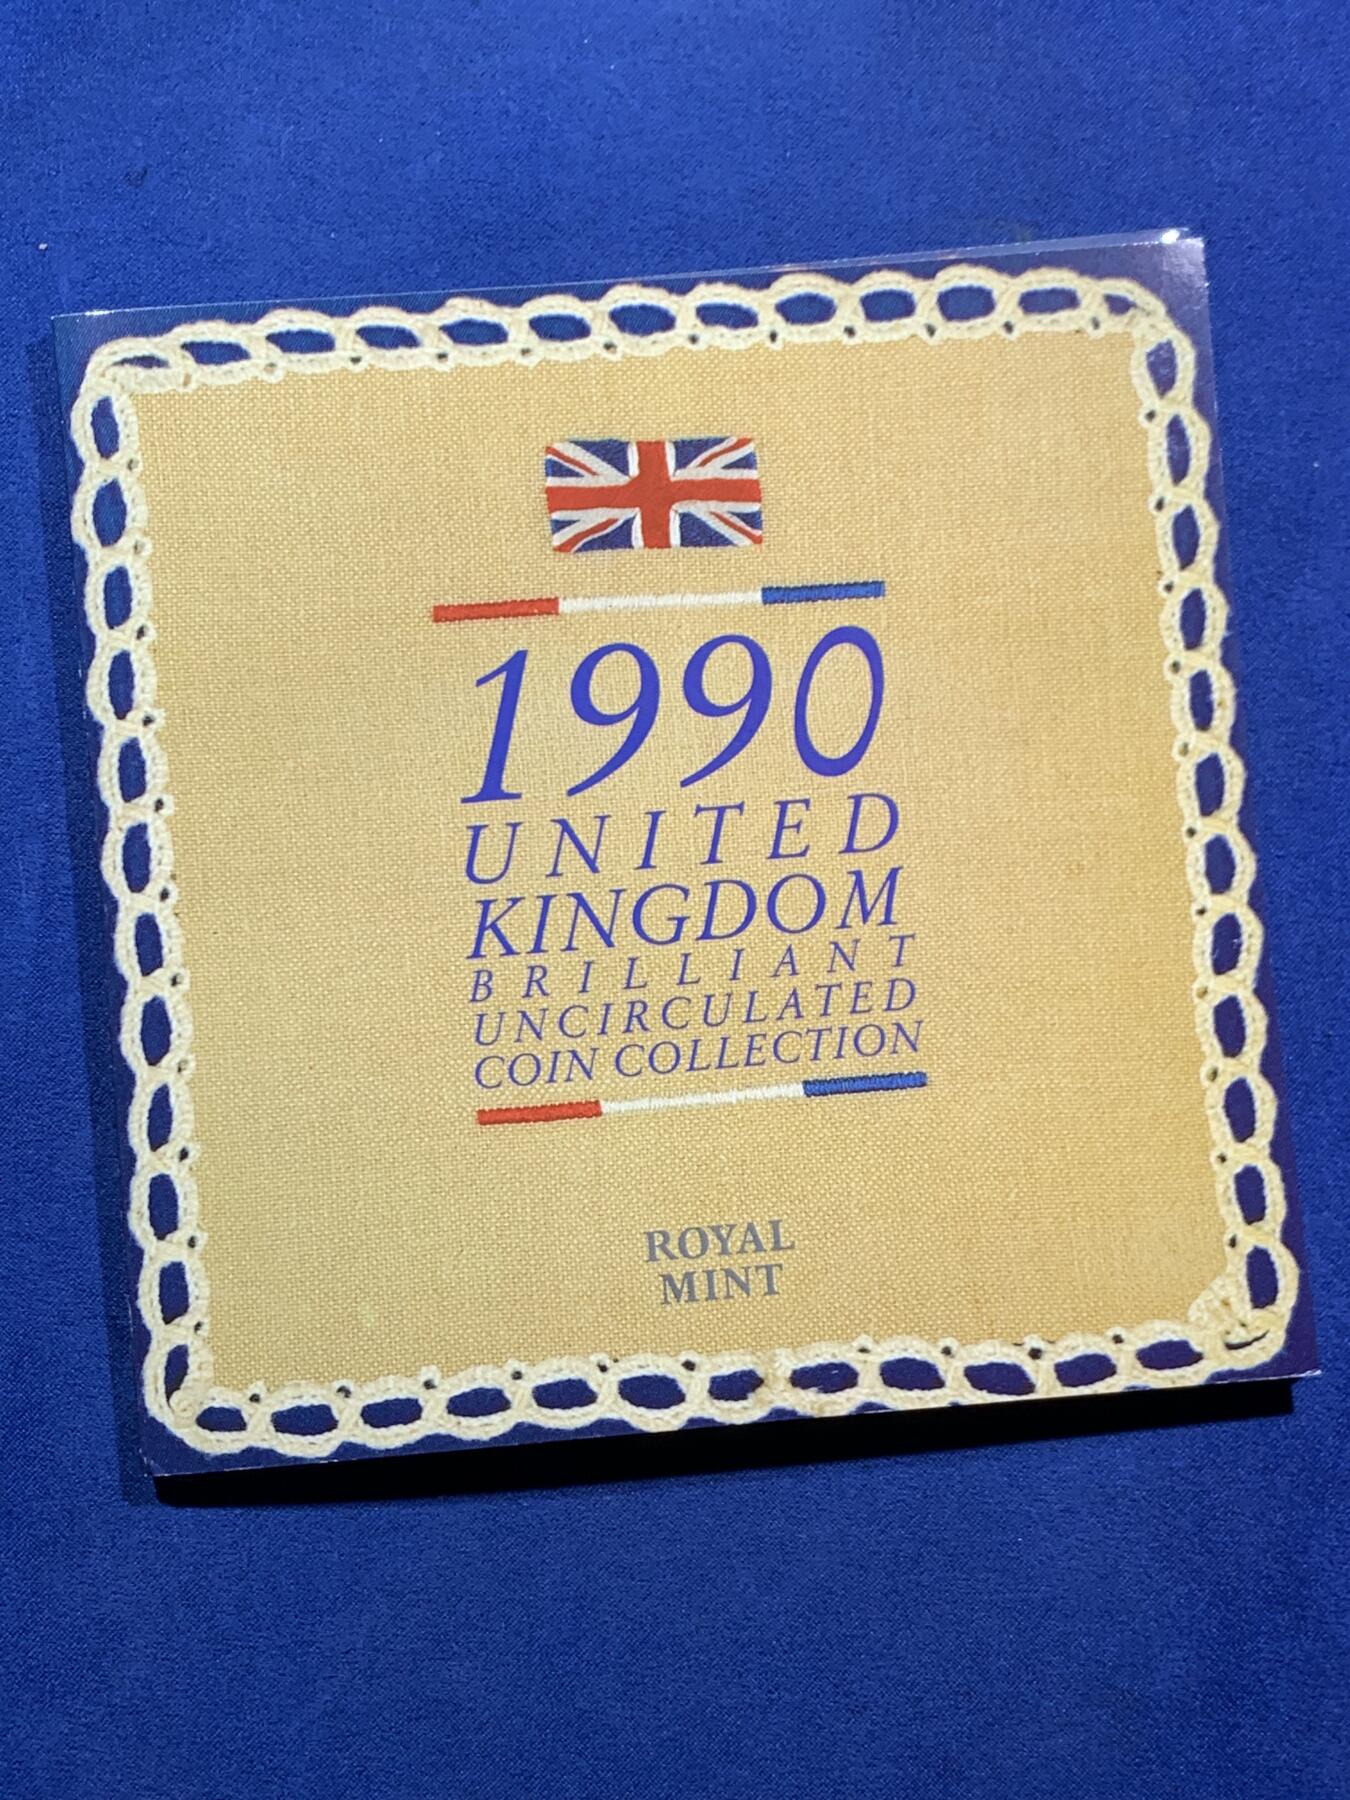 1990
UNITED
KINGDOM
BRILLIANT
UNCIRCULATED
COIN COLLECTION
ROYAL
MINT